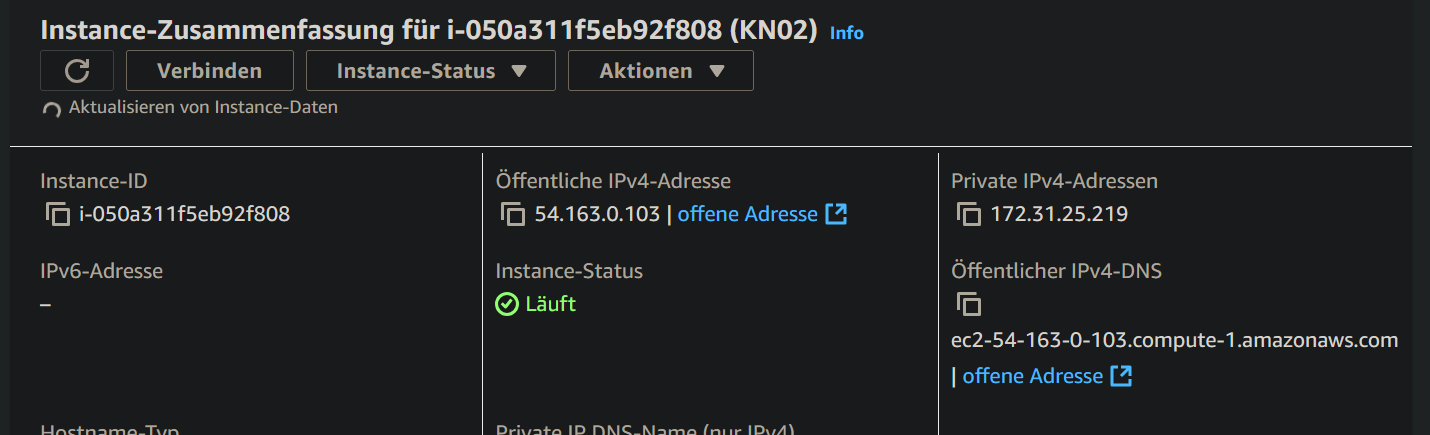 Instance-Zusammenfassung für i-050a311f5eb92f808 (KN02) Info
Verbinden Instance-Status Aktionen
Aktualisieren von Instance-Daten
Instance-ID
i-050a311f5eb92f808
Öffentliche IPv4-Adresse
54.163.0.103 | offene Adresse
Private IPv4-Adressen
172.31.25.219
IPv6-Adresse
–
Instance-Status
Läuft
Öffentlicher IPv4-DNS
ec2-54-163-0-103.compute-1.amazonaws.com
| offene Adresse
Hostname-Typ
Private IP DNS-Name (nur IPv4)